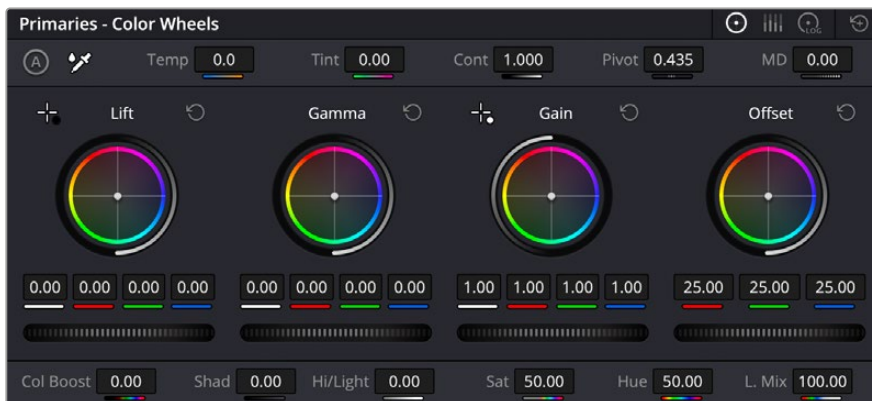 Primaries - Color Wheels
LOG
A Temp 0.0 Tint 0.00 Cont 1.000 Pivot 0.435 MD 0.00
Lift Gamma Gain Offset
0.00 0.00 0.00 0.00 0.00 0.00 0.00 0.00 1.00 1.00 1.00 1.00 25.00 25.00 25.00
Col Boost 0.00 Shad 0.00 Hi/Light 0.00 Sat 50.00 Hue 50.00 L. Mix 100.00